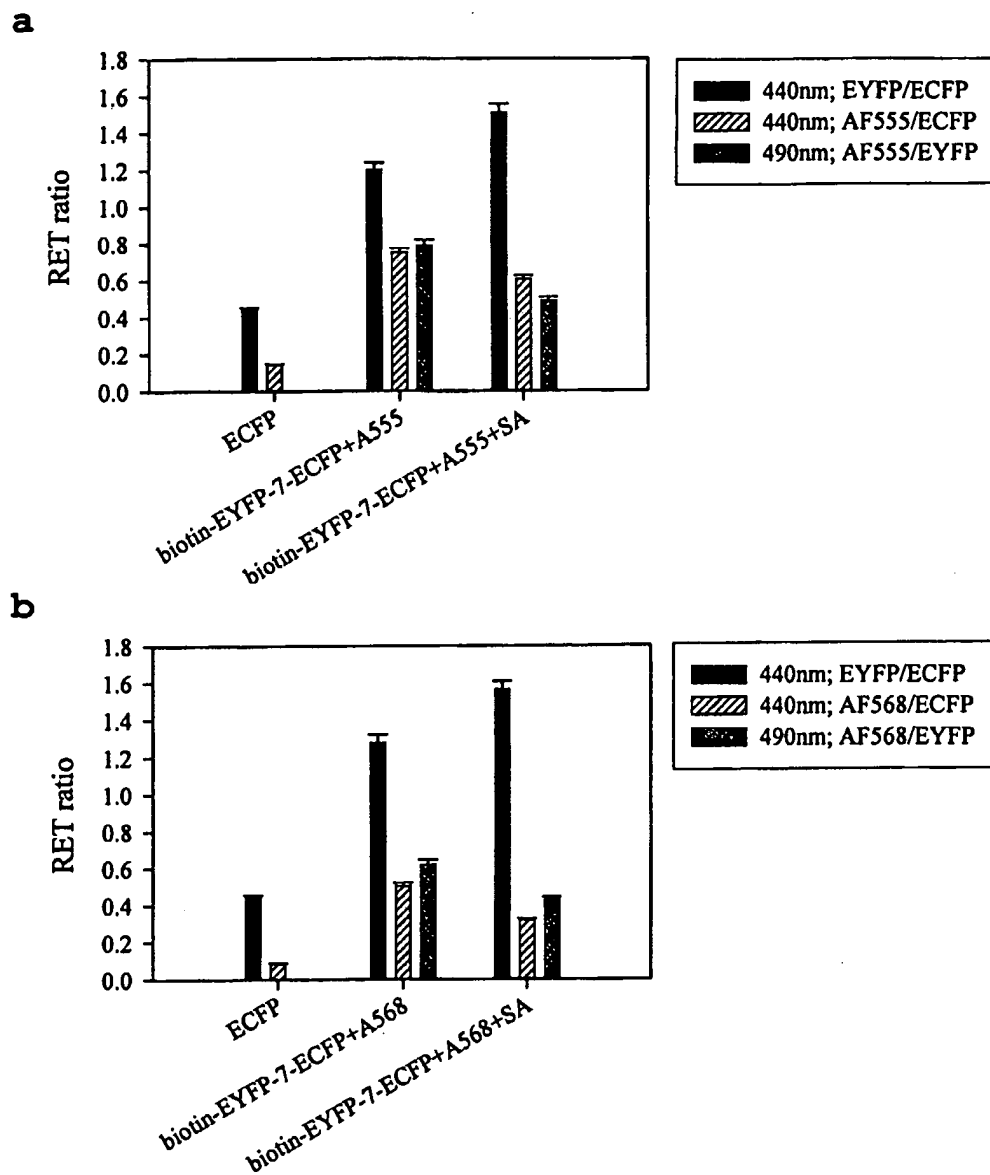 a
1.8
1.6
1.4
1.2
1.0
0.8
0.6
0.4
0.2
0.0
RET ratio
ECFP
biotin-EYFP-7-ECFP+A555
biotin-EYFP-7-ECFP+A555+SA
440nm; EYFP/ECFP
440nm; AF555/ECFP
490nm; AF555/EYFP
b
1.8
1.6
1.4
1.2
1.0
0.8
0.6
0.4
0.2
0.0
RET ratio
ECFP
biotin-EYFP-7-ECFP+A568
biotin-EYFP-7-ECFP+A568+SA
440nm; EYFP/ECFP
440nm; AF568/ECFP
490nm; AF568/EYFP